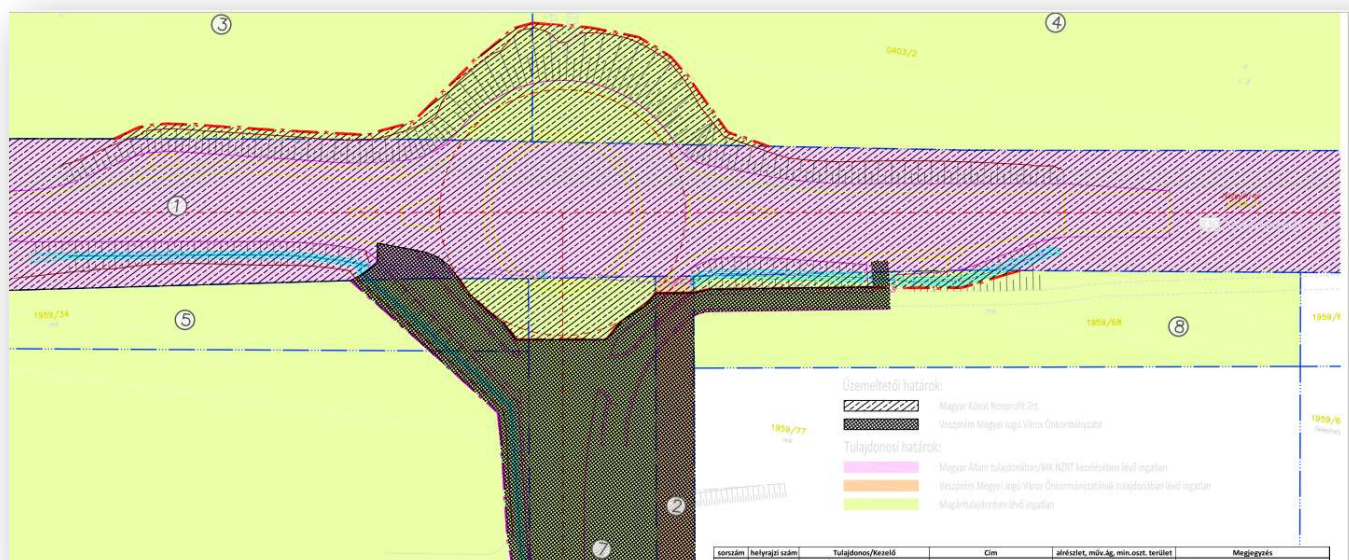 3
4
0403/2
1
1959/34
5
1959/68
8
1959/77
2
7
Üzemeltetői határok:
Magyar Közút Nonprofit Zrt
Veszprém Megyei Jogú Város Önkormányzata
Tulajdonosi határok:
Magyar Állam tulajdonában/MK NZRT kezelésében lévő ingatlan
Veszprém Megyei Jogú Város Önkormányzatának tulajdonában lévő ingatlan
Magántulajdonban lévő ingatlan
sorszám helyrajzi szám Tulajdonos/Kezelő Cím alrészlet, műv.ág, min.oszt. terület Megjegyzés